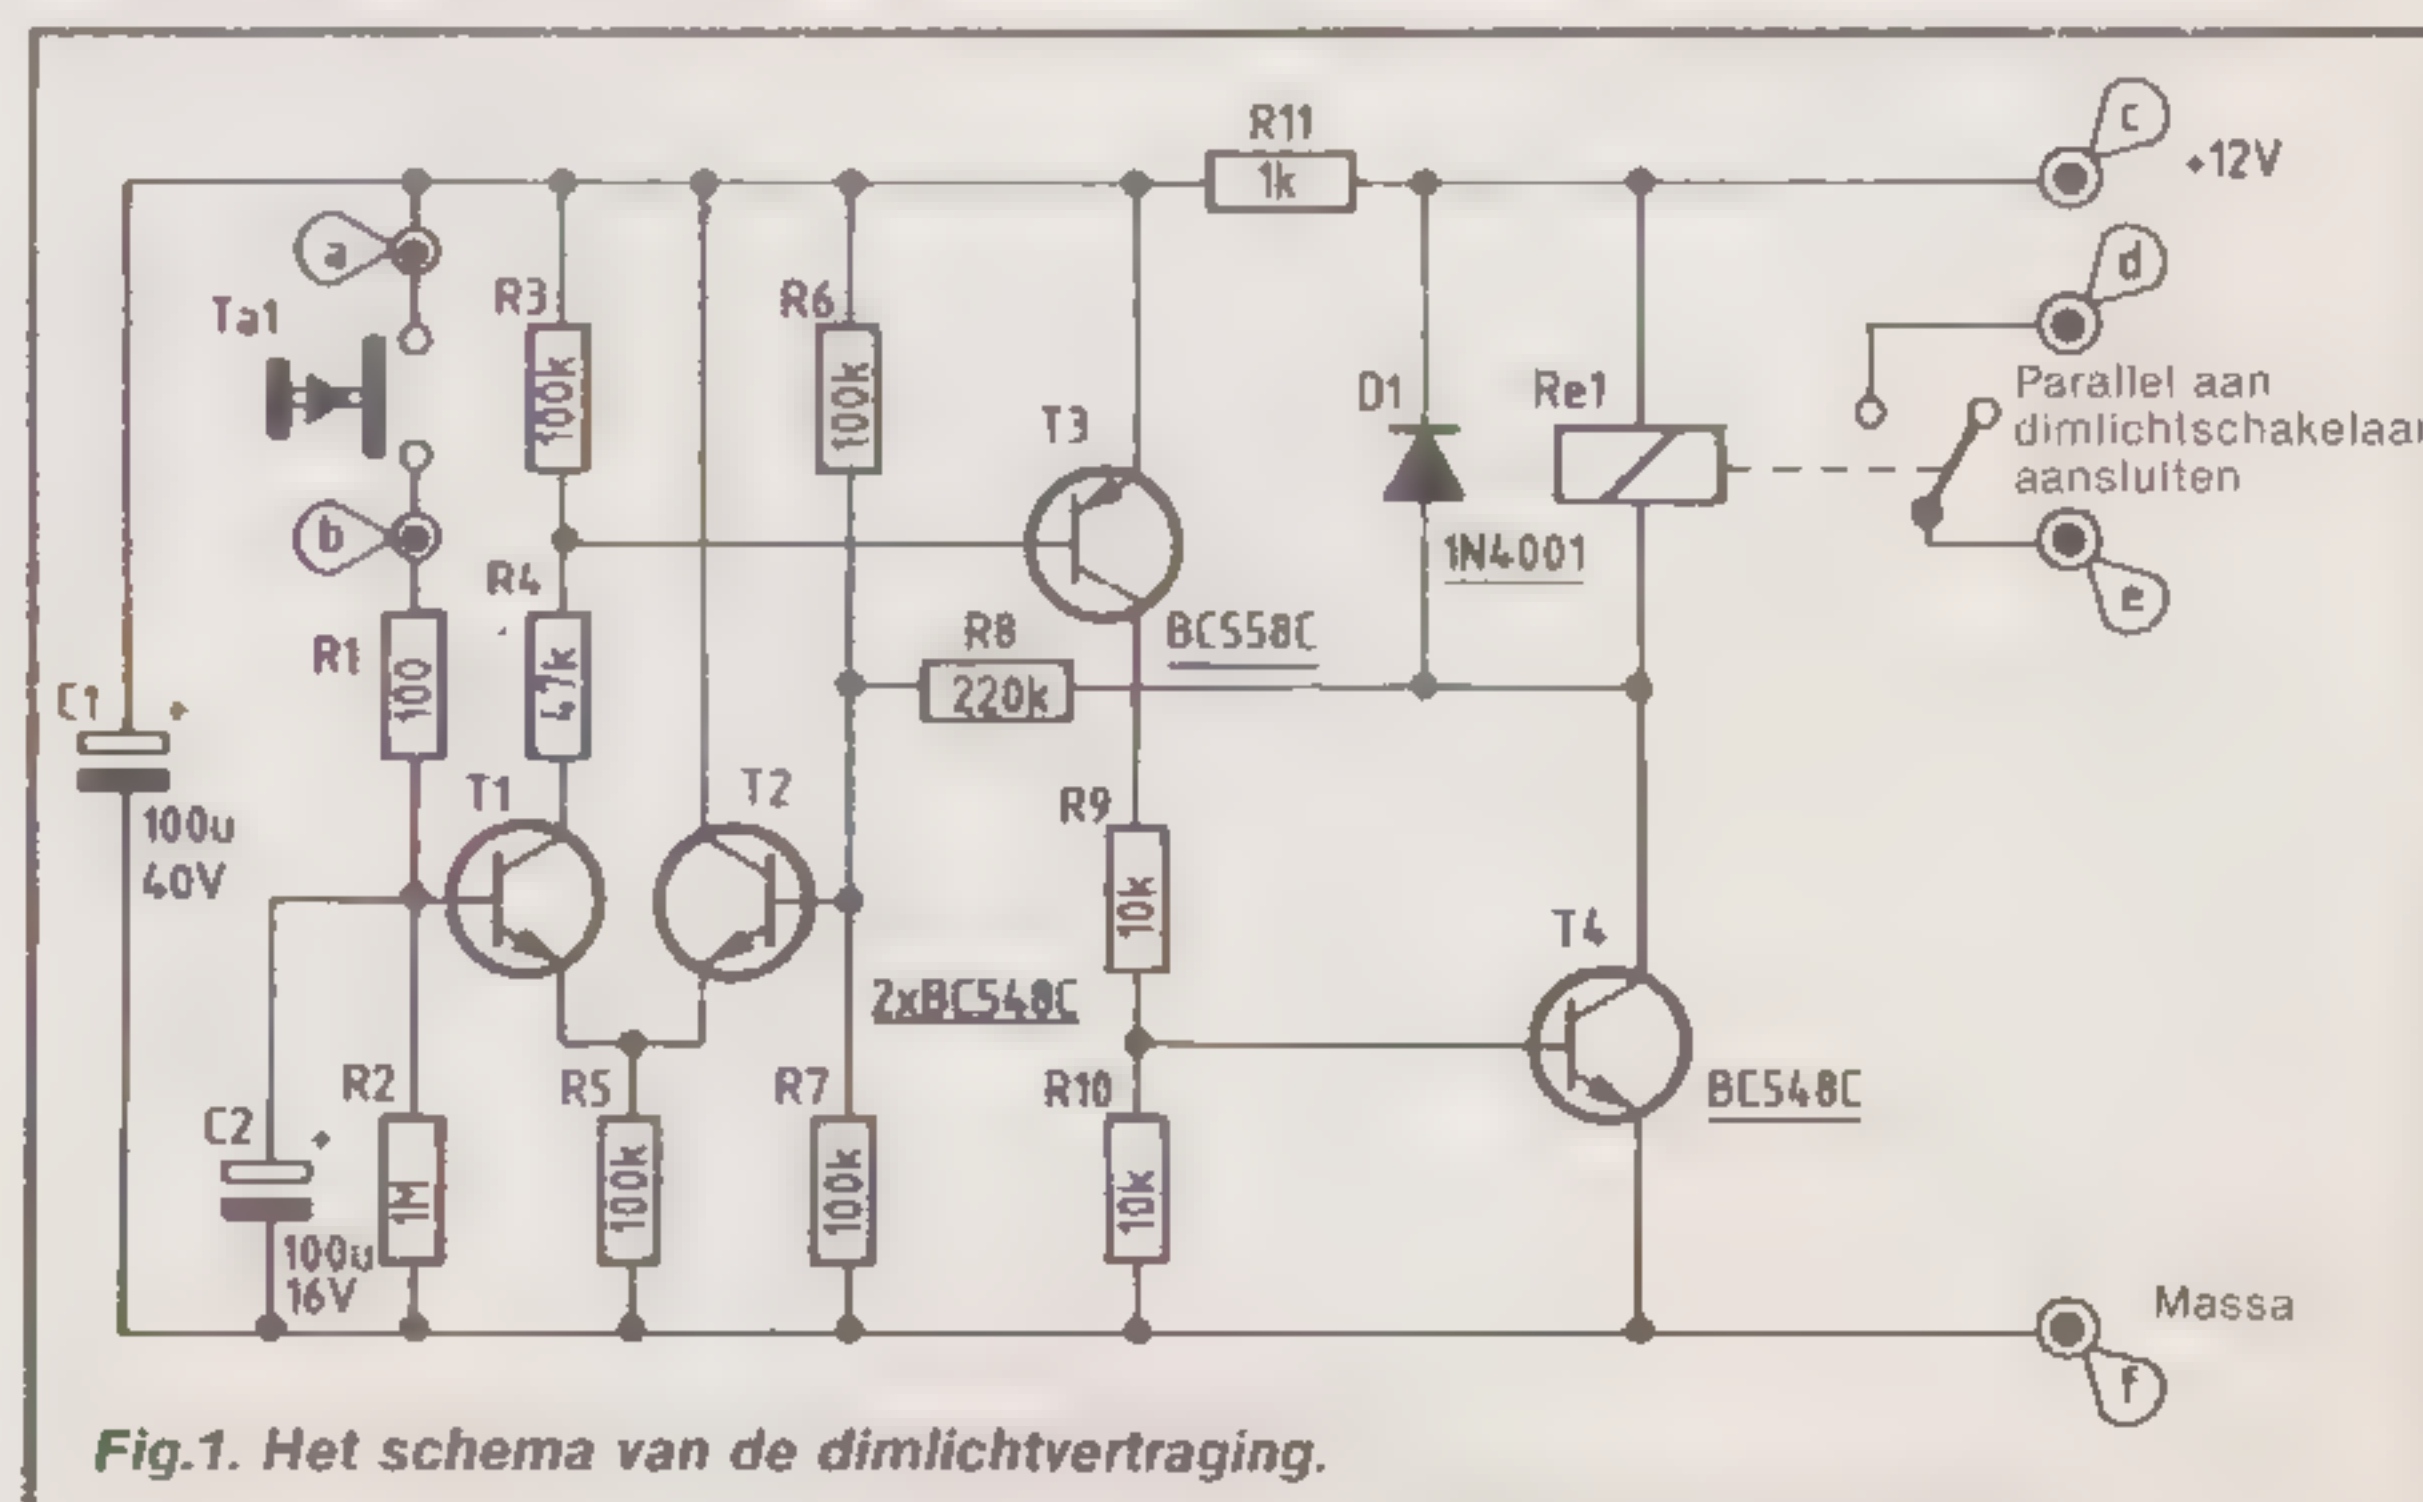 R11
1k
c
+12V
a
Ta1
R3
100k
R6
100k
T3
D1
Re1
d
Parallel aan
dimlichtschakelaar
aansluiten
b
R4
47k
R1
100
1N4001
e
C1
+
100u
40V
R8
220k
BC558C
T1
T2
R9
10k
T4
2xBC548C
C2
+
100u
16V
R2
1M
R5
100k
R7
100k
R10
10k
BC548C
Massa
f
Fig.1. Het schema van de dimlichtvertraging.